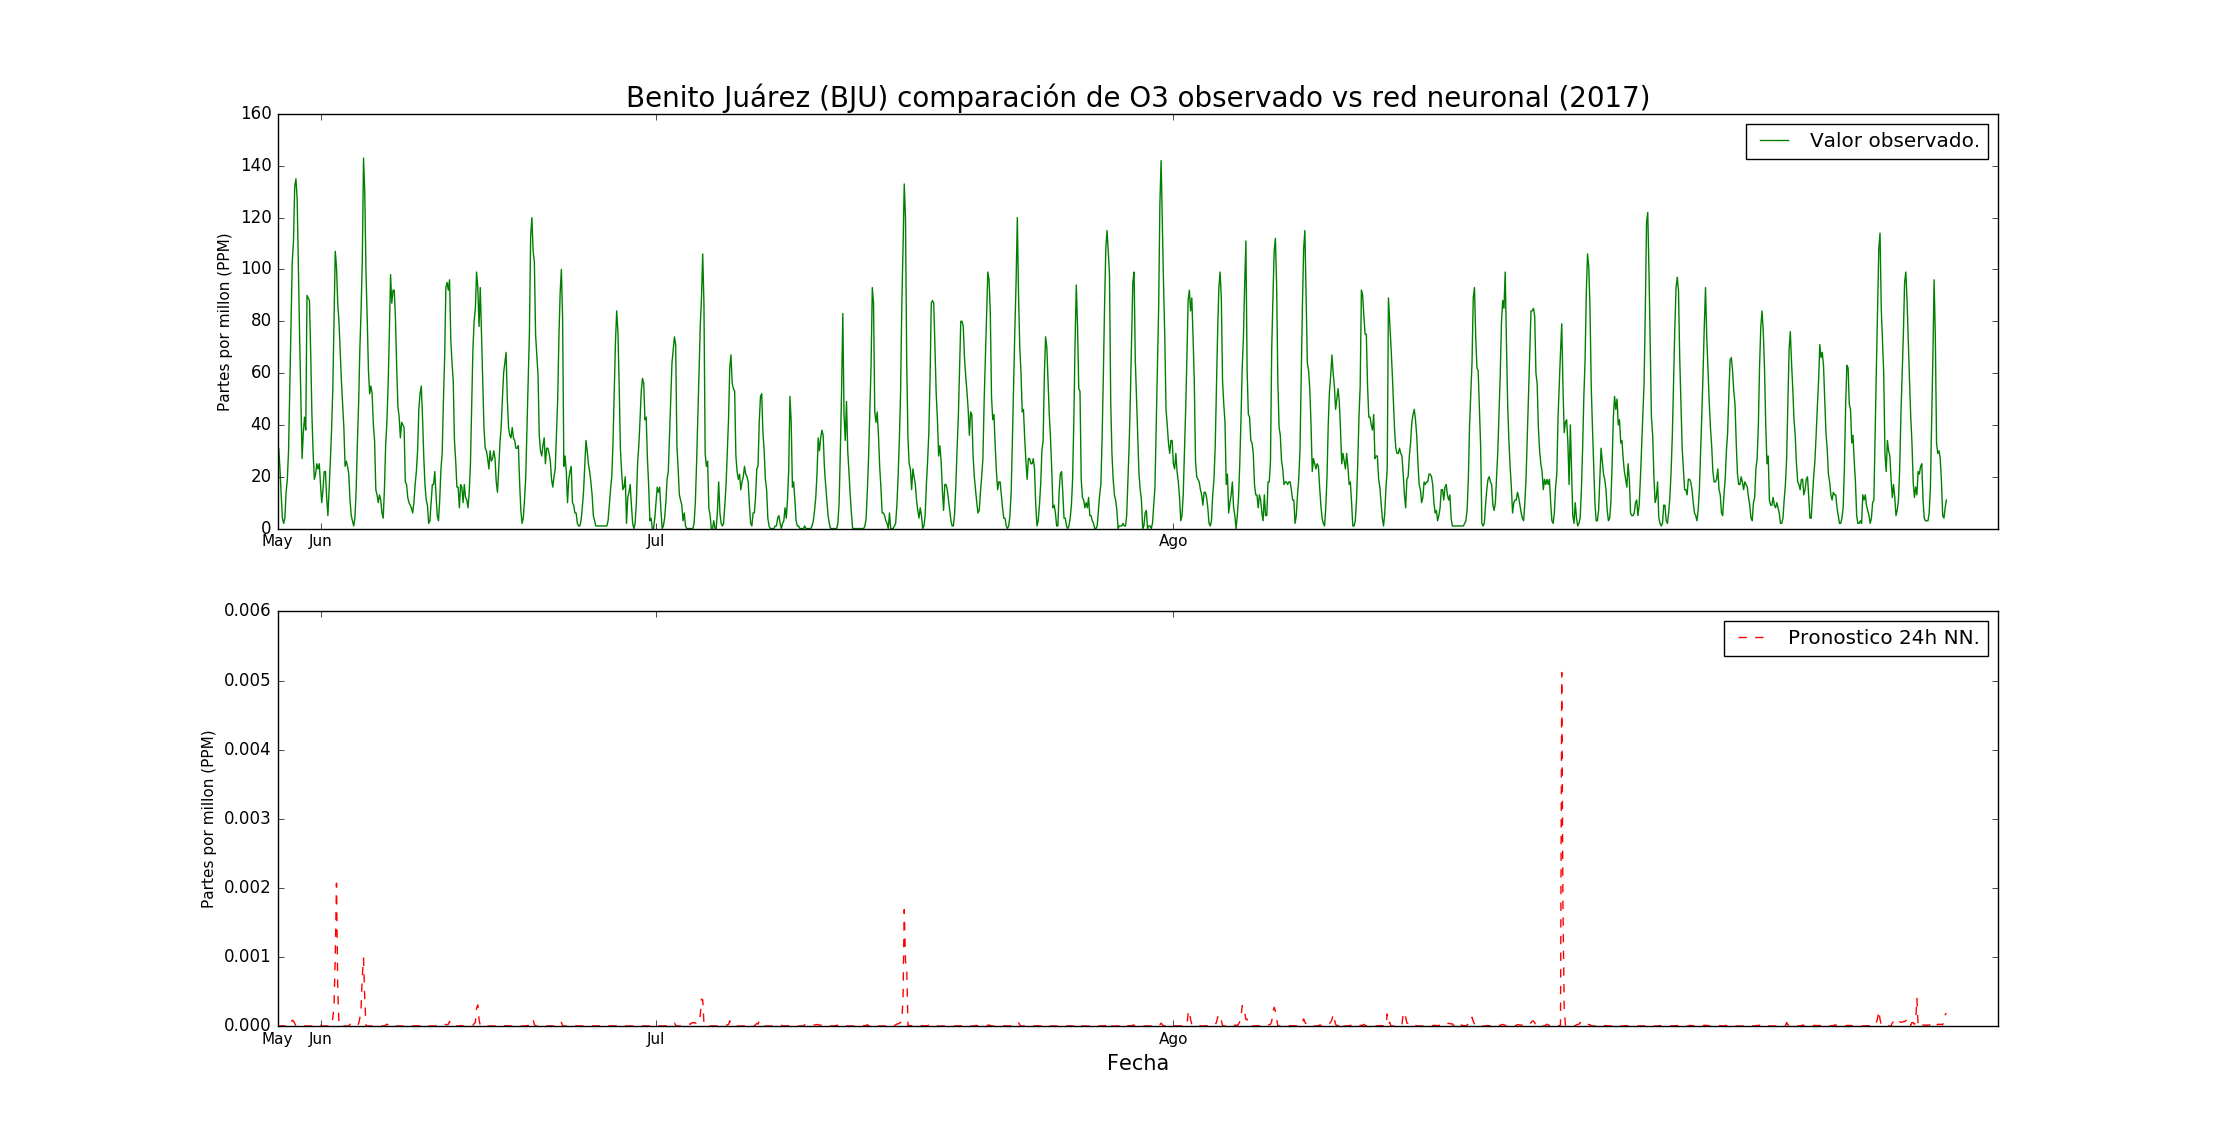 Benito Juárez (BJU) comparación de O3 observado vs red neuronal (2017)
160
140
120
100
80
60
40
20
0
Partes por millon (PPM)
Valor observado.
May Jun Jul Ago
0.006
0.005
0.004
0.003
0.002
0.001
0.000
Partes por millon (PPM)
Pronostico 24h NN.
May Jun Jul Ago
Fecha